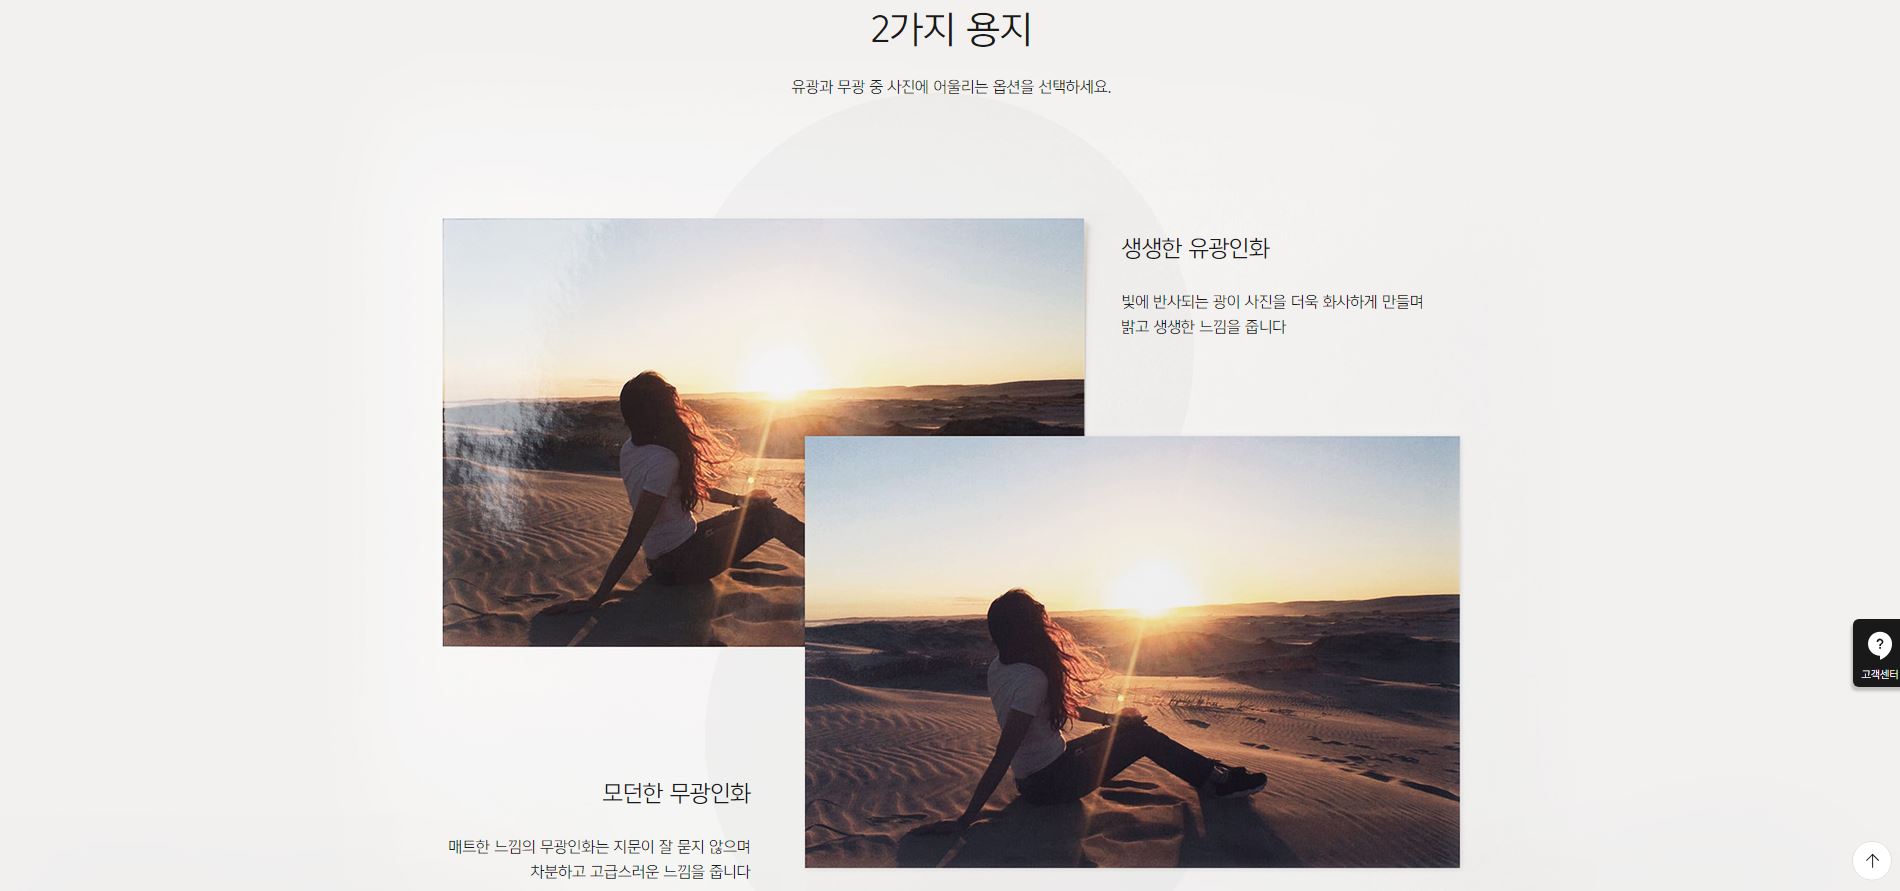 2가지 용지
유광과 무광 중 사진에 어울리는 옵션을 선택하세요.
생생한 유광인화
빛에 반사되는 광이 사진을 더욱 화사하게 만들며
밝고 생생한 느낌을 줍니다
?
고객센터
모던한 무광인화
매트한 느낌의 무광인화는 지문이 잘 묻지 않으며
차분하고 고급스러운 느낌을 줍니다